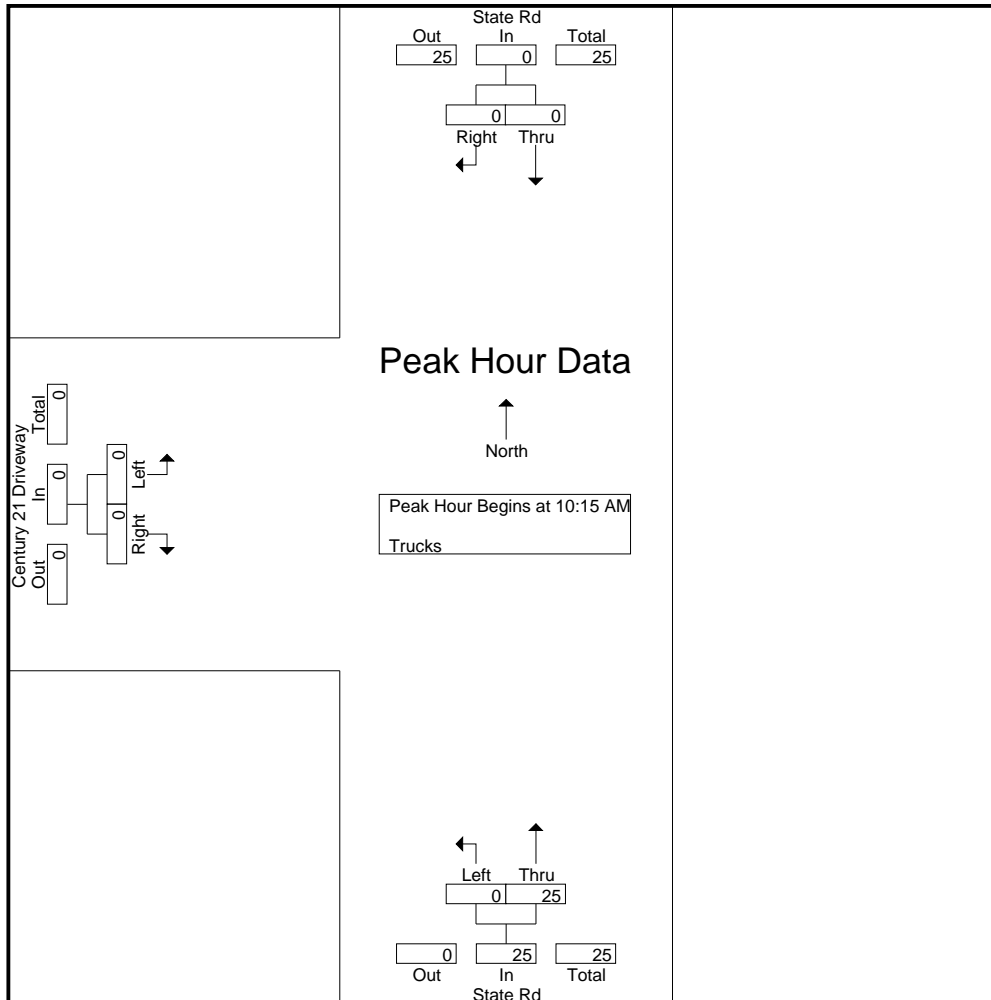 State Rd
Out In Total
25 0 25
0 0
Right Thru
Peak Hour Data
North
Peak Hour Begins at 10:15 AM
Trucks
Century 21 Driveway
Out In Total
0 0 0
0 0
Right Left
Left Thru
0 25
0 25 25
Out In Total
State Rd